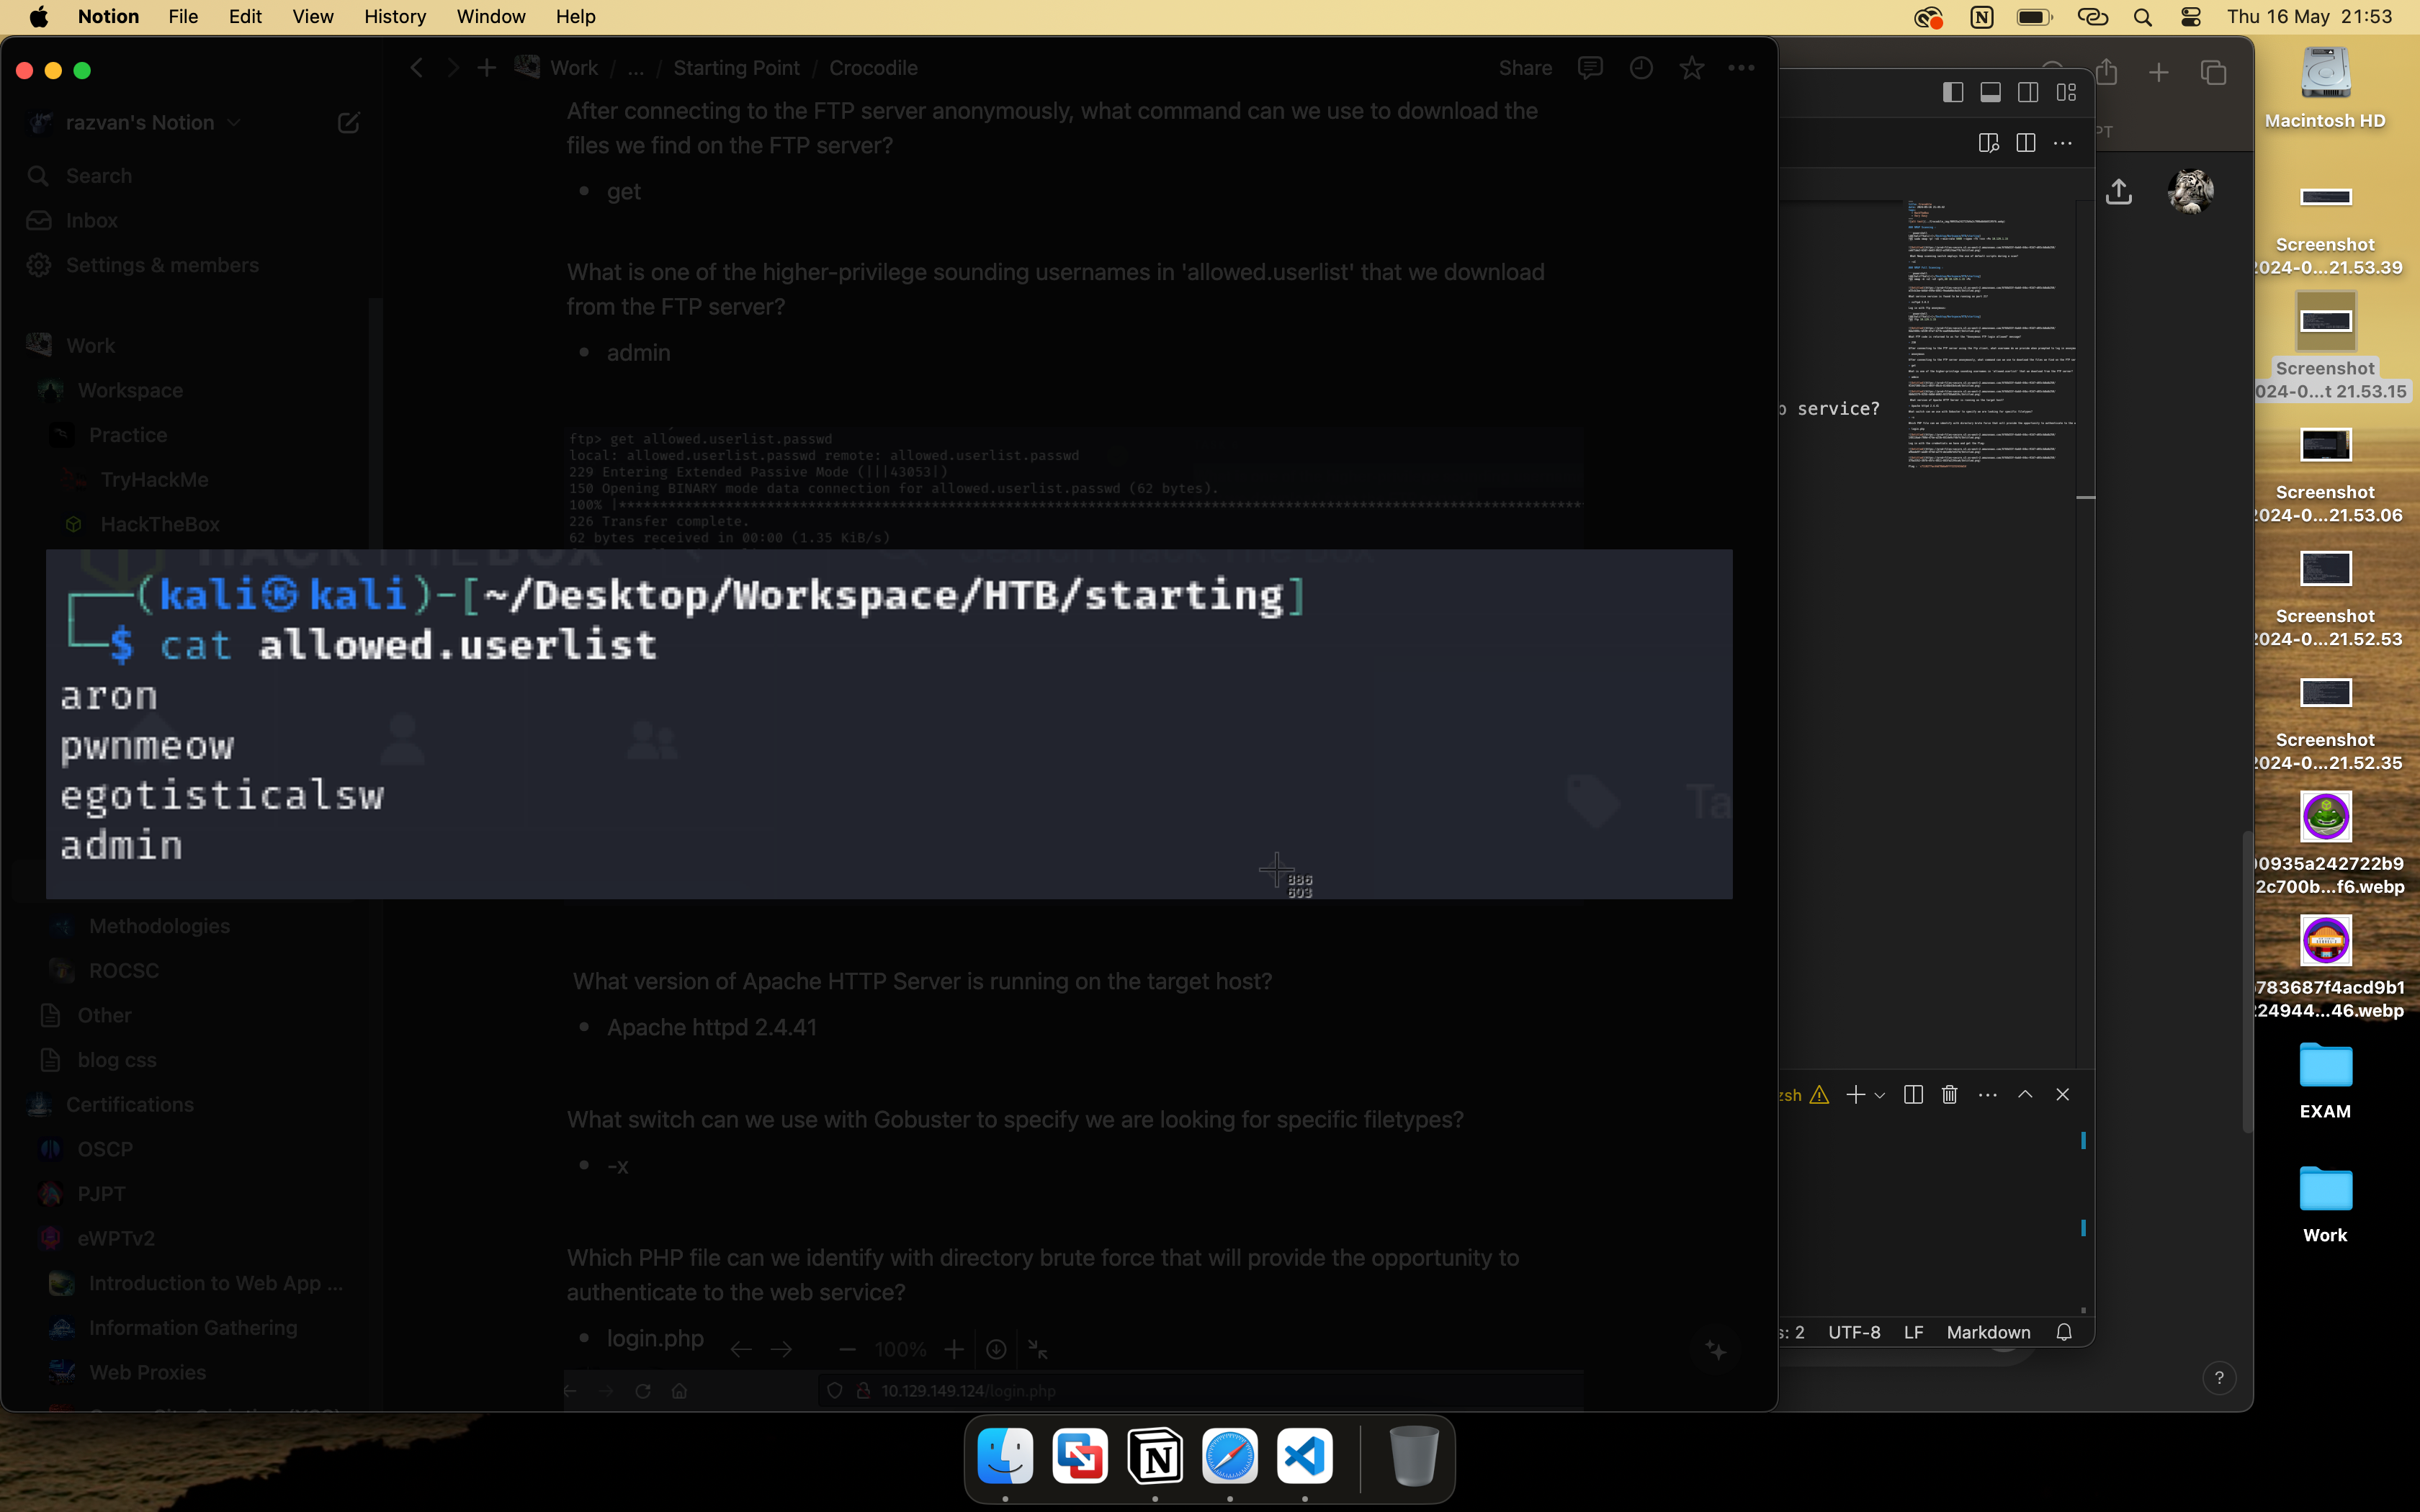 Notion File Edit View History Window Help
Thu 16 May 21:53
Work / ... / Starting Point / Crocodile
Share
razvan's Notion
Search
Inbox
Settings & members
Work
Workspace
Practice
TryHackMe
HackTheBox
Methodologies
ROCSC
Other
blog css
Certifications
OSCP
PJPT
eWPTv2
Introduction to Web App ...
Information Gathering
Web Proxies
After connecting to the FTP server anonymously, what command can we use to download the
files we find on the FTP server?
• get
What is one of the higher-privilege sounding usernames in 'allowed.userlist' that we download
from the FTP server?
• admin
ftp> get allowed.userlist.passwd
local: allowed.userlist.passwd remote: allowed.userlist.passwd
229 Entering Extended Passive Mode (|||43053|)
150 Opening BINARY mode data connection for allowed.userlist.passwd (62 bytes).
100% |
226 Transfer complete.
62 bytes received in 00:00 (1.35 KiB/s)
┌──(kali㉿kali)-[~/Desktop/Workspace/HTB/starting]
└─$ cat allowed.userlist
aron
pwnmeow
egotisticalsw
admin
Ta
886
603
What version of Apache HTTP Server is running on the target host?
• Apache httpd 2.4.41
What switch can we use with Gobuster to specify we are looking for specific filetypes?
• -x
Which PHP file can we identify with directory brute force that will provide the opportunity to
authenticate to the web service?
• login.php
100%
10.129.149.124/login.php
PT
o service?
zsh
s: 2 UTF-8 LF Markdown
?
Macintosh HD
Screenshot
2024-0...21.53.39
Screenshot
024-0...t 21.53.15
Screenshot
2024-0...21.53.06
Screenshot
2024-0...21.52.53
Screenshot
2024-0...21.52.35
0935a242722b9
2c700b...f6.webp
783687f4acd9b1
224944...46.webp
EXAM
Work